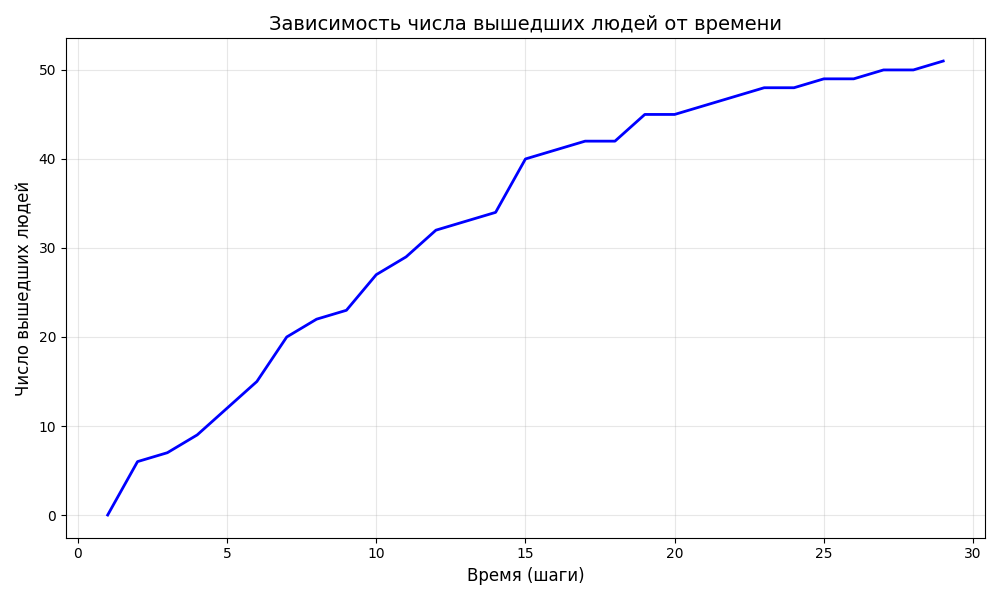 Зависимость числа вышедших людей от времени
Число вышедших людей
50
40
30
20
10
0
0 5 10 15 20 25 30
Время (шаги)